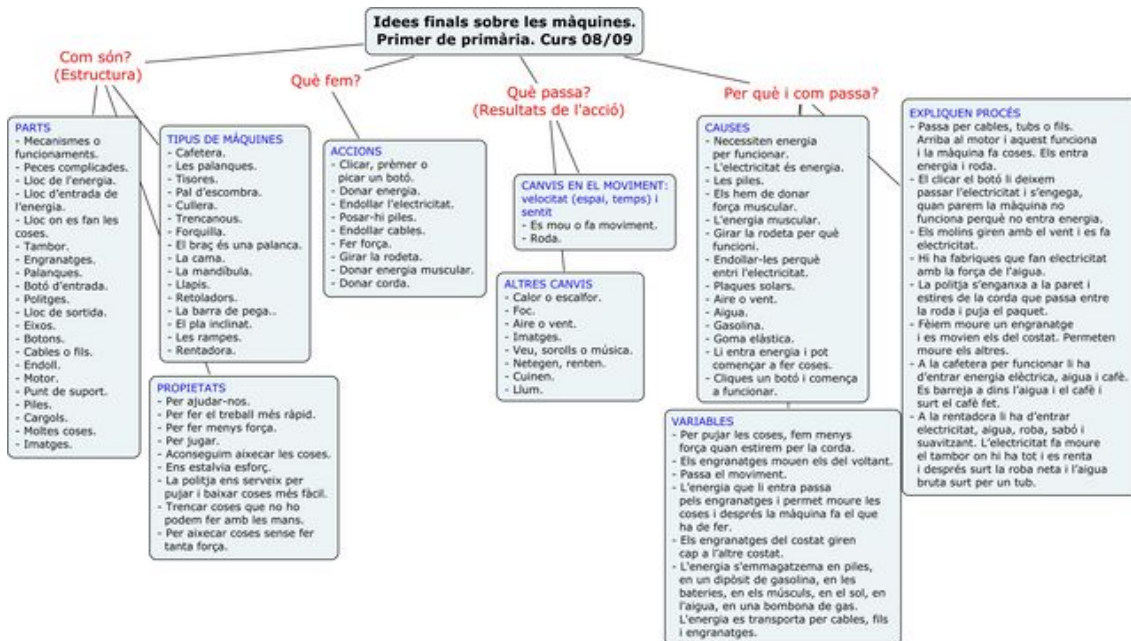 Idees finals sobre les màquines.
Primer de primària. Curs 08/09
Com són?
(Estructura)
PARTS
- Mecanismes o
funcionaments.
- Peces complicades.
- Lloc de l'energia.
- Lloc d'entrada de
l'energia.
- Lloc on es fan les
coses.
- Tambor.
- Engranatges.
- Palanques.
- Botó d'entrada.
- Politges.
- Lloc de sortida.
- Eixos.
- Botons.
- Cables o fils.
- Endoll.
- Motor.
- Punt de suport.
- Piles.
- Cargols.
- Moltes coses.
- Imatges.
TIPUS DE MÀQUINES
- Cafetera.
- Les palanques.
- Tisores.
- Pal d'escombra.
- Cullera.
- Trencanous.
- Forquilla.
- El braç és una palanca.
- La cama.
- La mandíbula.
- Llapis.
- Retoladors.
- La barra de pega..
- El pla inclinat.
- Les rampes.
- Rentadora.
PROPIETATS
- Per ajudar-nos.
- Per fer el treball més ràpid.
- Per fer menys força.
- Per jugar.
- Aconseguim aixecar les coses.
- Ens estalvia esforç.
- La politja ens serveix per
pujar i baixar coses més fàcil.
- Trencar coses que no ho
podem fer amb les mans.
- Per aixecar coses sense fer
tanta força.
Què fem?
ACCIONS
- Clicar, prèmer o
picar un botó.
- Donar energia.
- Endollar l'electricitat.
- Posar-hi piles.
- Endollar cables.
- Fer força.
- Girar la rodeta.
- Donar energia muscular.
- Donar corda.
Què passa?
(Resultats de l'acció)
CANVIS EN EL MOVIMENT:
velocitat (espai, temps) i
sentit
- Es mou o fa moviment.
- Roda.
ALTRES CANVIS
- Calor o escalfor.
- Foc.
- Aire o vent.
- Imatges.
- Veu, sorolls o música.
- Netegen, renten.
- Cuinen.
- Llum.
Per què i com passa?
CAUSES
- Necessiten energia
per funcionar.
- L'electricitat és energia.
- Les piles.
- Els hem de donar
força muscular.
- L'energia muscular.
- Girar la rodeta per què
funcioni.
- Endollar-les perquè
entri l'electricitat.
- Plaques solars.
- Aire o vent.
- Aigua.
- Gasolina.
- Goma elàstica.
- Li entra energia i pot
començar a fer coses.
- Cliques un botó i comença
a funcionar.
VARIABLES
- Per pujar les coses, fem menys
força quan estirem per la corda.
- Els engranatges mouen els del voltant.
- Passa el moviment.
- L'energia que li entra passa
pels engranatges i permet moure les
coses i després la màquina fa el que
ha de fer.
- Els engranatges del costat giren
cap a l'altre costat.
- L'energia s'emmagatzema en piles,
en un dipòsit de gasolina, en les
bateries, en els músculs, en el sol, en
l'aigua, en una bombona de gas.
L'energia es transporta per cables, fils
i engranatges.
EXPLIQUEN PROCÉS
- Passa per cables, tubs o fils.
Arriba al motor i aquest funciona
i la màquina fa coses. Els entra
energia i roda.
- El clicar el botó li deixem
passar l'electricitat i s'engega,
quan parem la màquina no
funciona perquè no entra energia.
- Els molins giren amb el vent i es fa
electricitat.
- Hi ha fabriques que fan electricitat
amb la força de l'aigua.
- La politja s'enganxa a la paret i
estires de la corda que passa entre
la roda i puja el paquet.
- Fèiem moure un engranatge
i es movien els del costat. Permeten
moure els altres.
- A la cafetera per funcionar li ha
d'entrar energia elèctrica, aigua i cafè.
Es barreja a dins l'aigua i el cafè i
surt el cafè fet.
- A la rentadora li ha d'entrar
electricitat, aigua, roba, sabó i
suavitzant. L'electricitat fa moure
el tambor on hi ha tot i es renta
i després surt la roba neta i l'aigua
bruta surt per un tub.